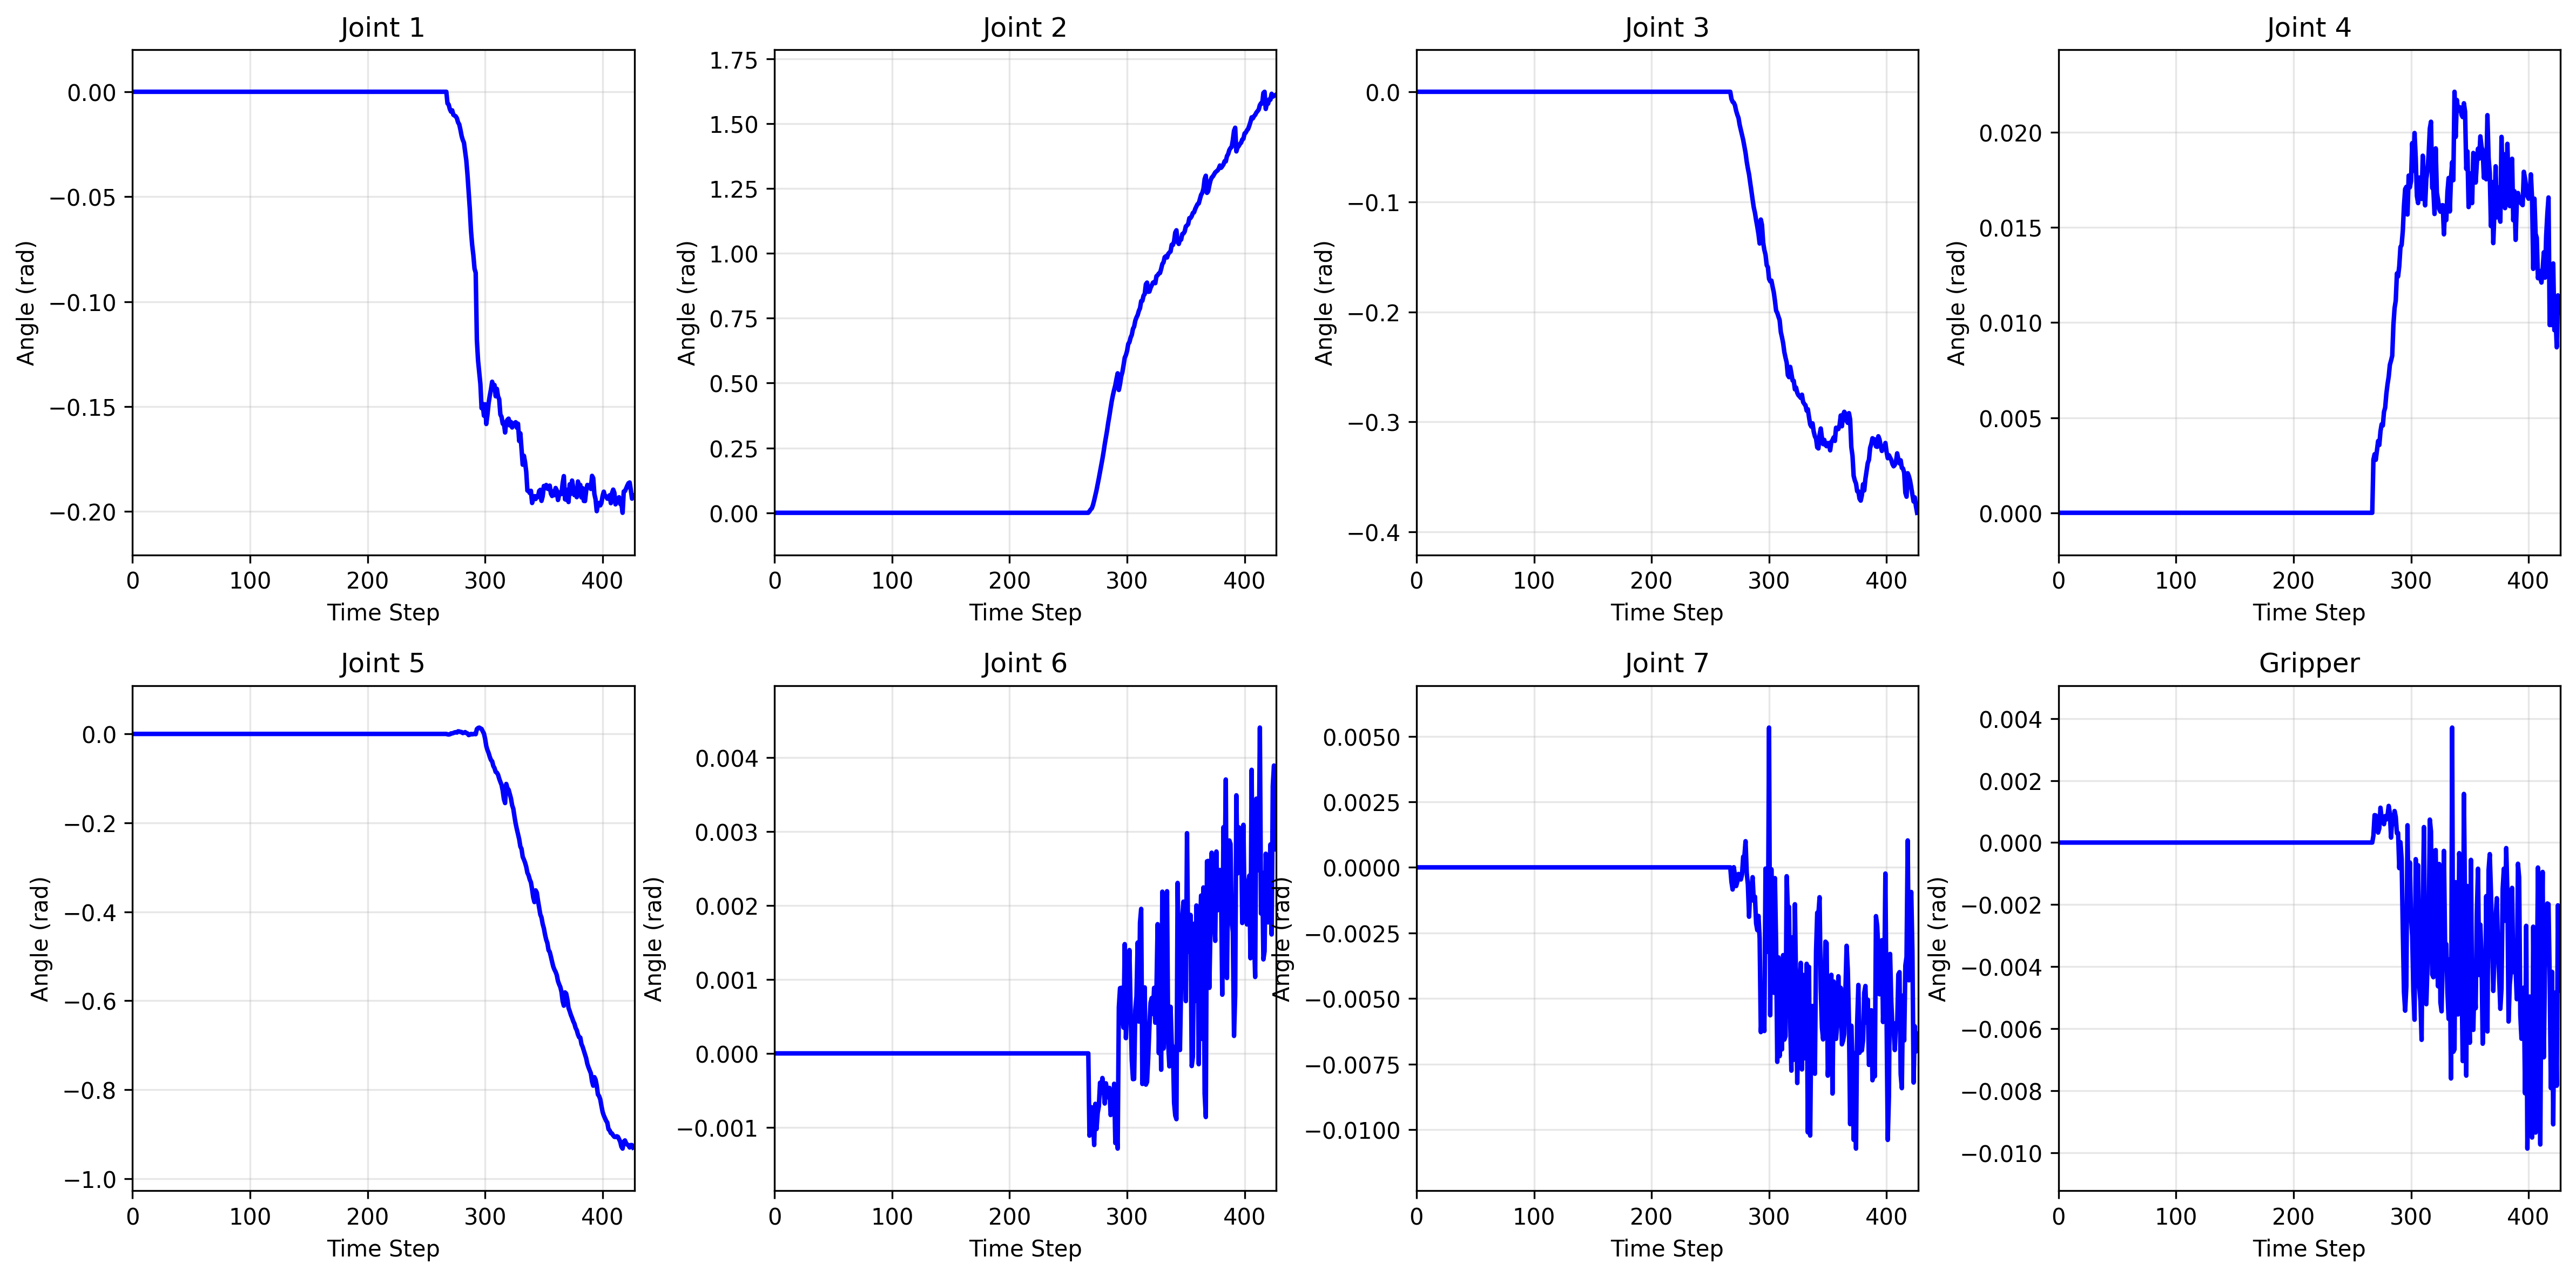 Joint 1
Joint 2
Joint 3
Joint 4
0.00
−0.05
−0.10
−0.15
−0.20
Angle (rad)
0 100 200 300 400
Time Step
1.75
1.50
1.25
1.00
0.75
0.50
0.25
0.00
Angle (rad)
0 100 200 300 400
Time Step
0.0
−0.1
−0.2
−0.3
−0.4
Angle (rad)
0 100 200 300 400
Time Step
0.020
0.015
0.010
0.005
0.000
Angle (rad)
0 100 200 300 400
Time Step
Joint 5
Joint 6
Joint 7
Gripper
0.0
−0.2
−0.4
−0.6
−0.8
−1.0
Angle (rad)
0 100 200 300 400
Time Step
0.004
0.003
0.002
0.001
0.000
−0.001
Angle (rad)
0 100 200 300 400
Time Step
0.0050
0.0025
0.0000
−0.0025
−0.0050
−0.0075
−0.0100
Angle (rad)
0 100 200 300 400
Time Step
0.004
0.002
0.000
−0.002
−0.004
−0.006
−0.008
−0.010
Angle (rad)
0 100 200 300 400
Time Step